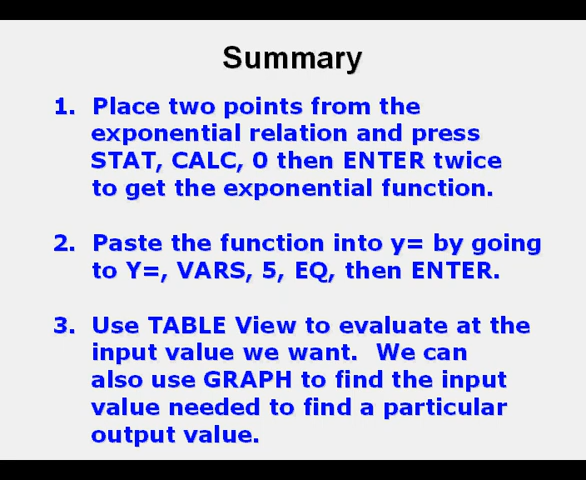 Summary
1. Place two points from the
exponential relation and press
STAT, CALC, 0 then ENTER twice
to get the exponential function.
2. Paste the function into y= by going
to Y=, VARS, 5, EQ, then ENTER.
3. Use TABLE View to evaluate at the
input value we want. We can
also use GRAPH to find the input
value needed to find a particular
output value.